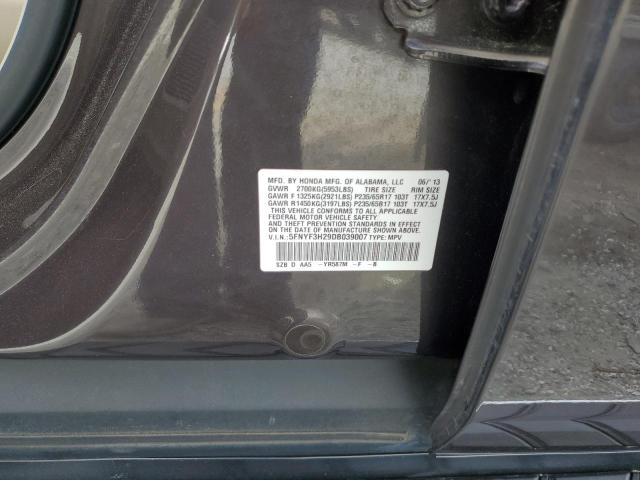 MFD. BY HONDA MFG. OF ALABAMA, LLC 06/'13
GVWR 2700KG(5953LBS) TIRE SIZE RIM SIZE
GAWR F 1325KG(2921LBS) P235/65R17 103T 17X7.5J
GAWR R 1450KG(3197LBS) P235/65R17 103T 17X7.5J
THIS VEHICLE CONFORMS TO ALL APPLICABLE
FEDERAL MOTOR VEHICLE SAFETY
AND THEFT PREVENTION STANDARDS IN EFFECT
ON THE DATE OF MANUFACTURE SHOWN ABOVE.
V.I.N.: 5FNYF3H29DB039007 TYPE: MPV
SZB D AA5 -YR587M -F -B